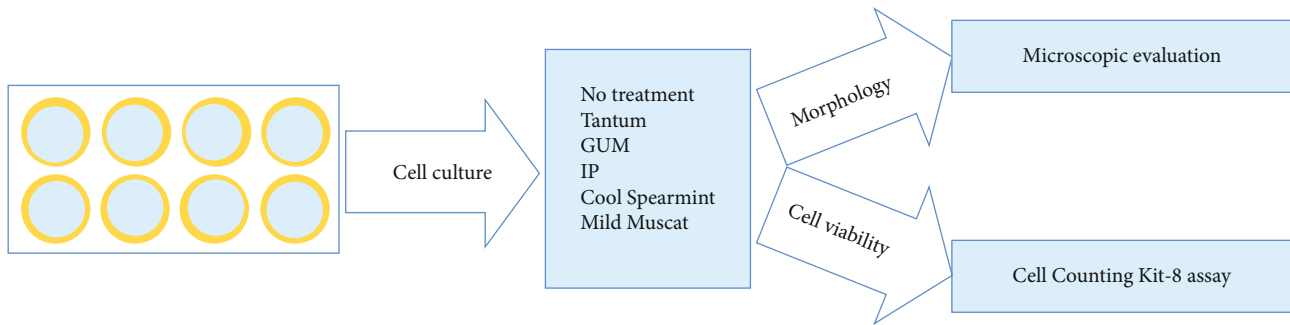 Cell culture
No treatment
Tantum
GUM
IP
Cool Spearmint
Mild Muscat
Morphology
Microscopic evaluation
Cell viability
Cell Counting Kit-8 assay